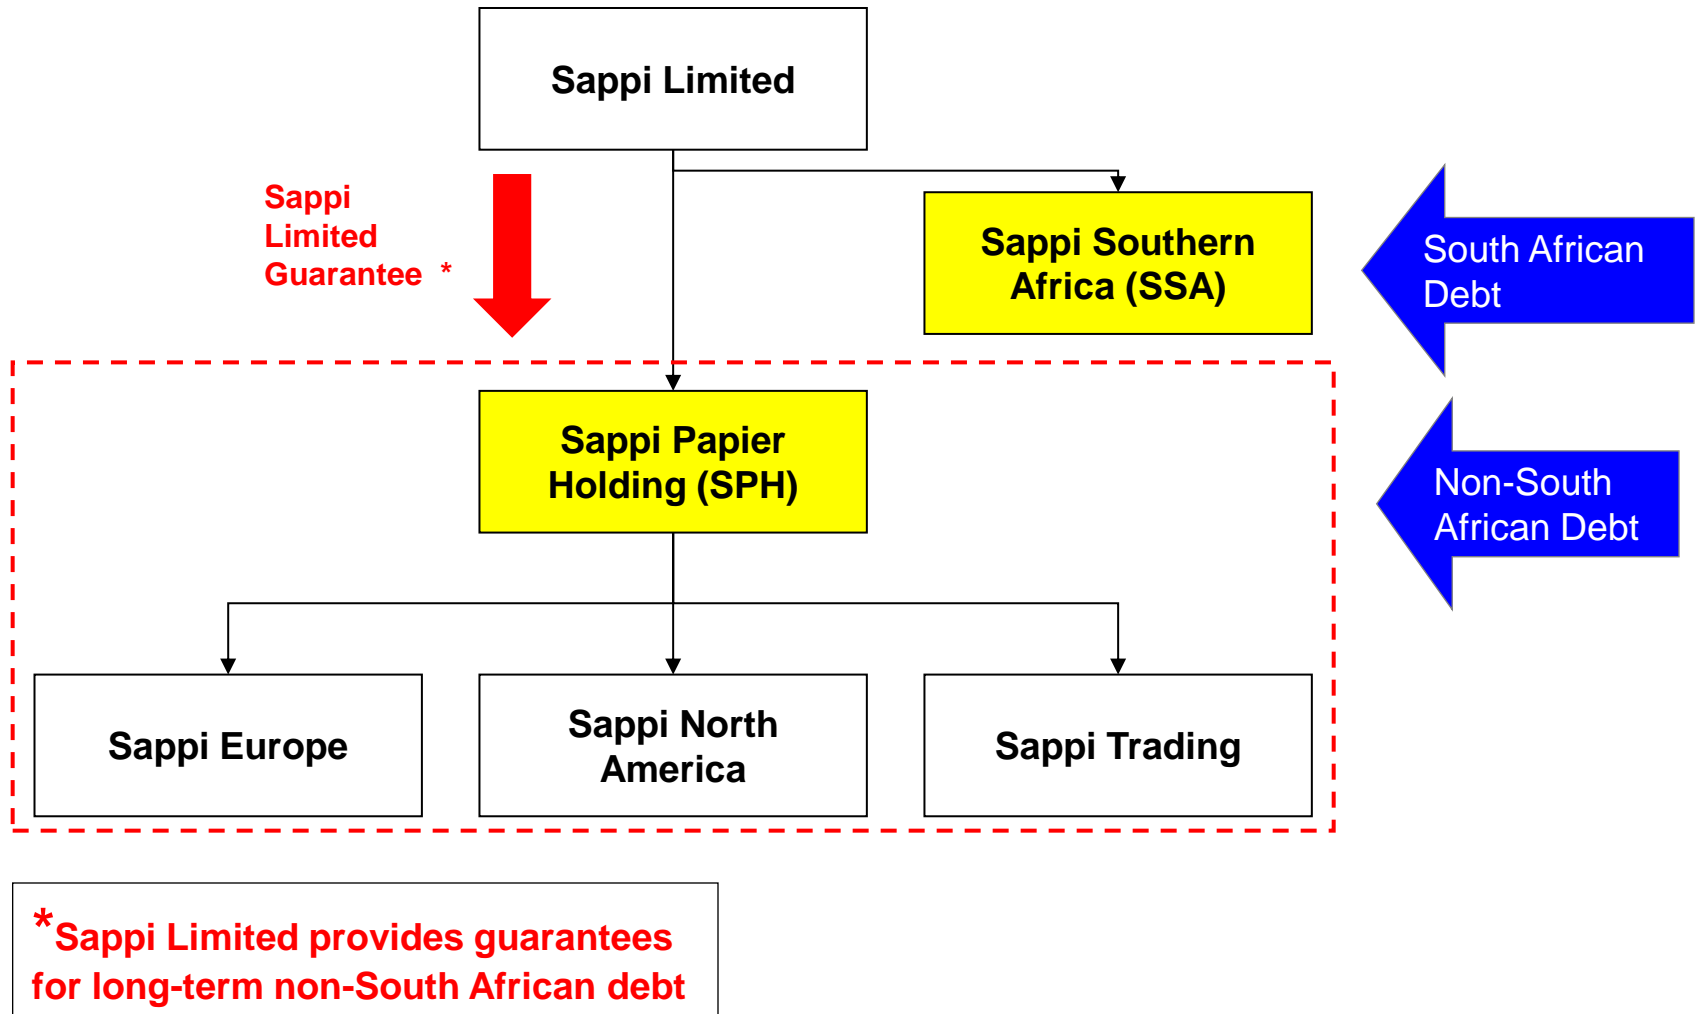 Sappi Limited
Sappi
Limited
Guarantee *
Sappi Southern
Africa (SSA)
South African
Debt
Sappi Papier
Holding (SPH)
Non-South
African Debt
Sappi Europe
Sappi North
America
Sappi Trading
*Sappi Limited provides guarantees
for long-term non-South African debt